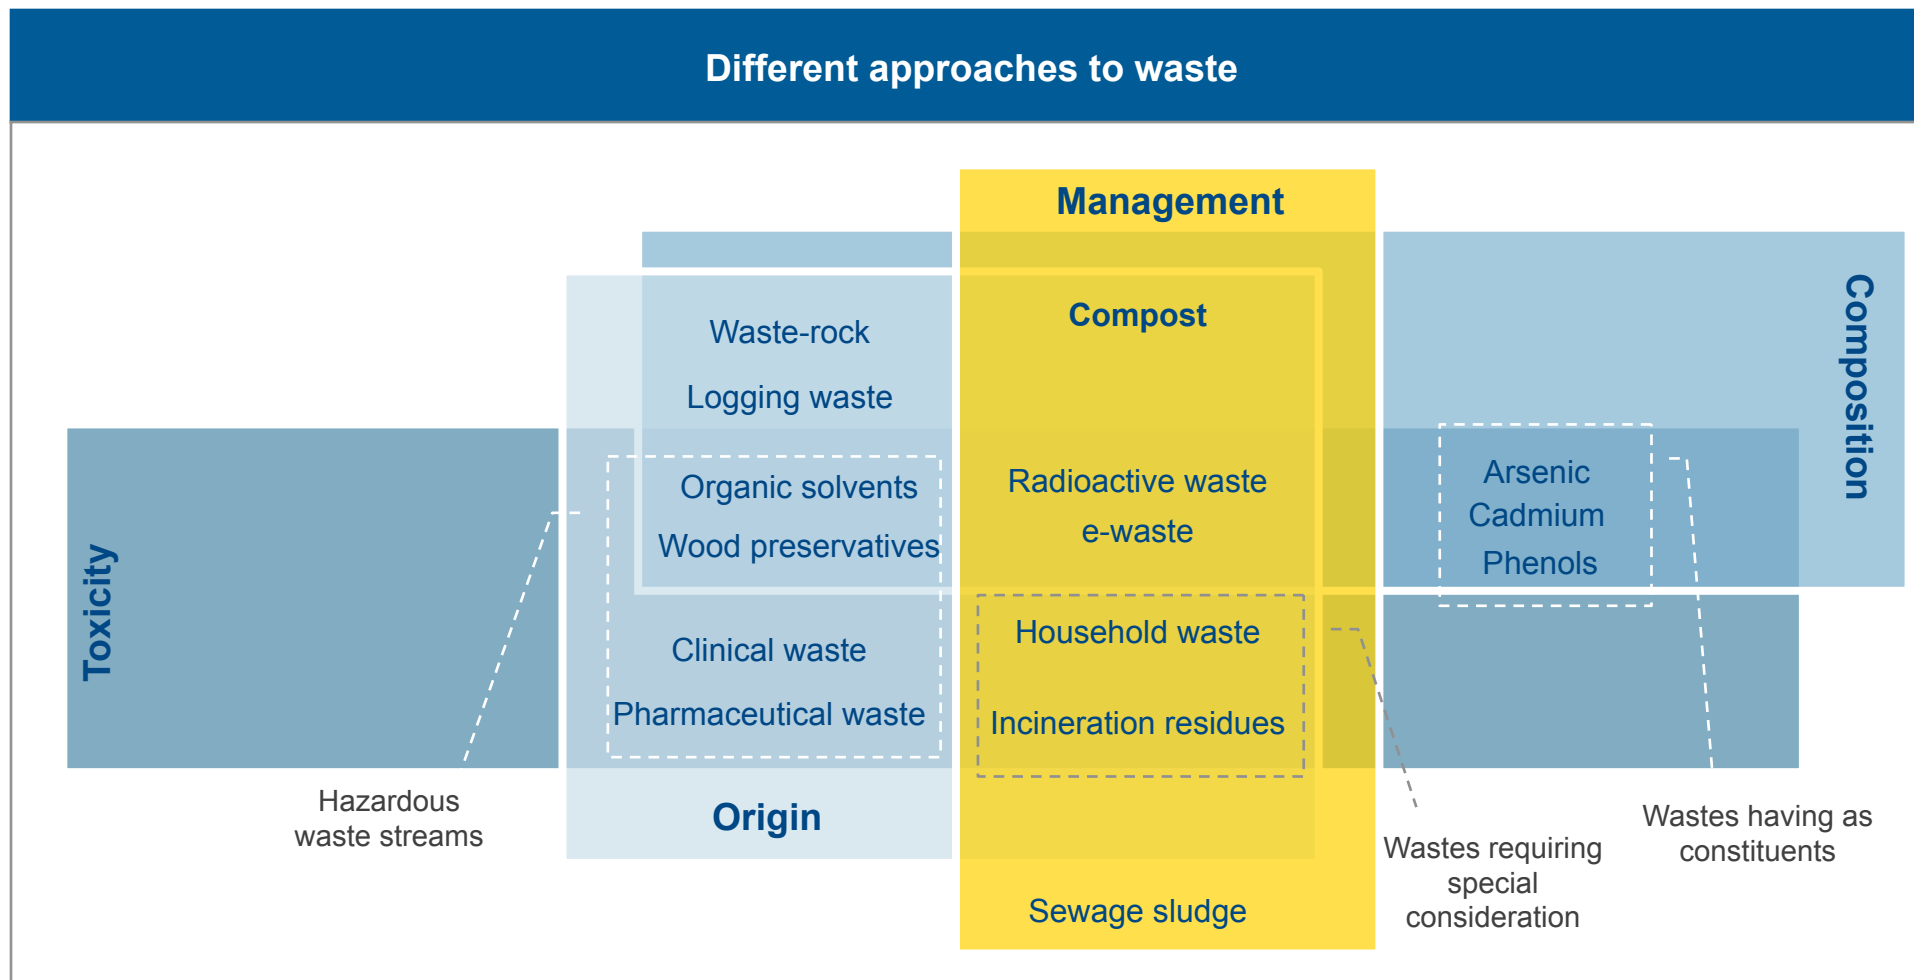 Different approaches to waste
Management
Composition
Compost
Waste-rock
Logging waste
Toxicity
Organic solvents
Wood preservatives
Radioactive waste
e-waste
Arsenic
Cadmium
Phenols
Clinical waste
Pharmaceutical waste
Household waste
Incineration residues
Hazardous
waste streams
Origin
Wastes requiring
special
consideration
Wastes having as
constituents
Sewage sludge